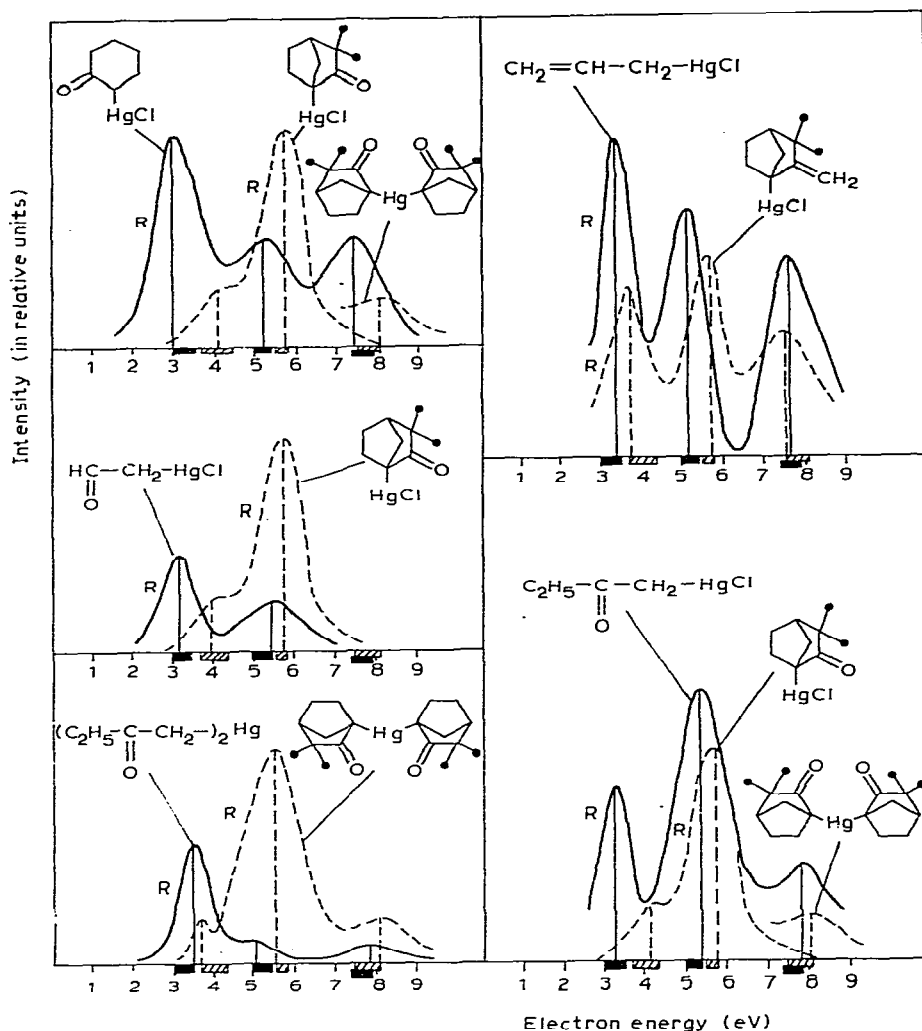 Intensity (in relative units)
O
HgCl
O
HgCl
O
O
Hg
R
R
1 2 3 4 5 6 7 8 9
HC—CH₂—HgCl
O
O
HgCl
R
R
1 2 3 4 5 6 7 8 9
(C₂H₅-C—CH₂-)₂Hg
O
Hg
O
O
R
R
1 2 3 4 5 6 7 8 9
CH₂=CH—CH₂—HgCl
CH₂
HgCl
R
R
1 2 3 4 5 6 7 8 9
C₂H₅—C—CH₂-HgCl
O
O
HgCl
O
O
Hg
R
R
1 2 3 4 5 6 7 8 9
Electron energy (eV)